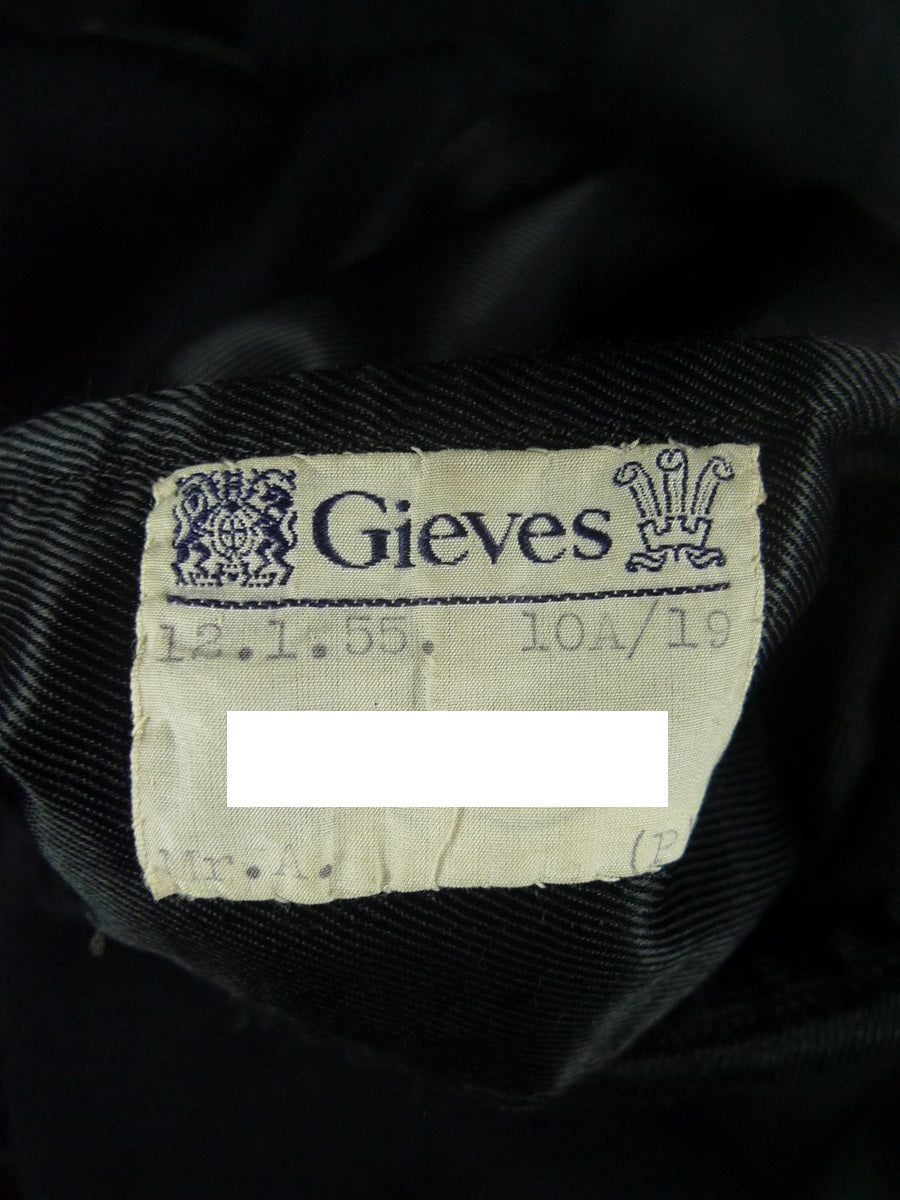 Gieves
12.1.55. 10A/19
Mr.A. (P